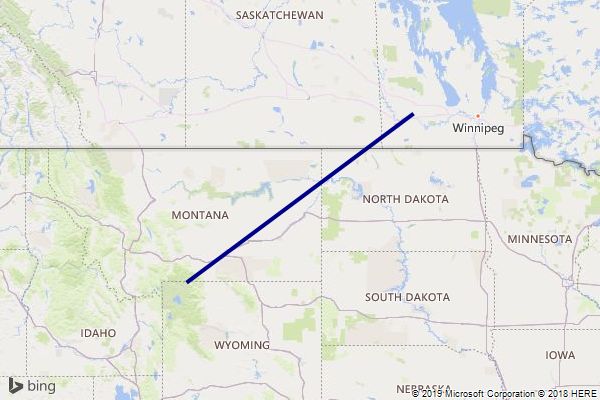 SASKATCHEWAN
Winnipeg
MONTANA
NORTH DAKOTA
MINNESOTA
SOUTH DAKOTA
IDAHO
WYOMING
IOWA
NEBRASKA
bing
© 2019 Microsoft Corporation © 2018 HERE